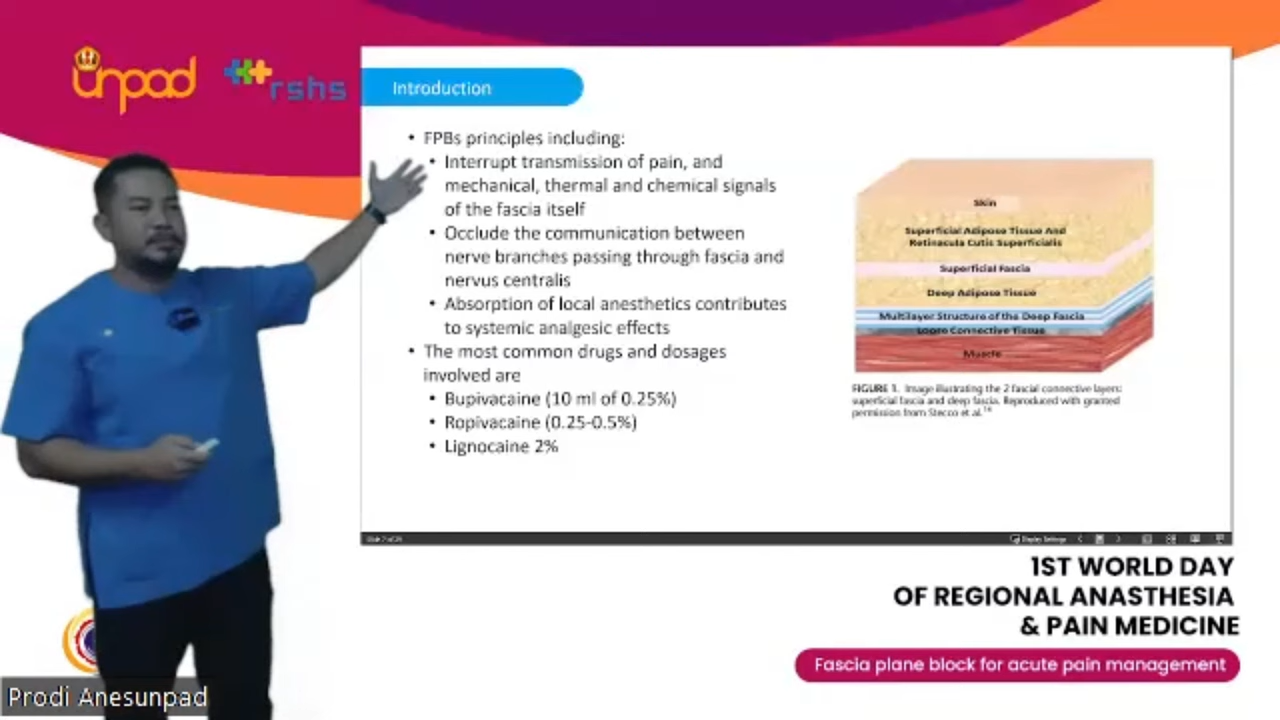 unpad
rshs
Introduction
• FPBs principles including:
• Interrupt transmission of pain, and
mechanical, thermal and chemical signals
of the fascia itself
• Occlude the communication between
nerve branches passing through fascia and
nervus centralis
• Absorption of local anesthetics contributes
to systemic analgesic effects
• The most common drugs and dosages
involved are
• Bupivacaine (10 ml of 0.25%)
• Ropivacaine (0.25-0.5%)
• Lignocaine 2%
Skin
Superficial Adipose Tissue And
Retinacula Cutis Superficialis
Superficial Fascia
Deep Adipose Tissue
Multilayer Structure of the Deep Fascia
Loore Connective Tissue
Muscle
FIGURE 1. Image illustrating the 2 fascial connective layers:
superficial fascia and deep fascia. Reproduced with granted
permission from Stecco et al.
Display Settings
1ST WORLD DAY
OF REGIONAL ANASTHESIA
& PAIN MEDICINE
Fascia plane block for acute pain management
Prodi Anesunpad